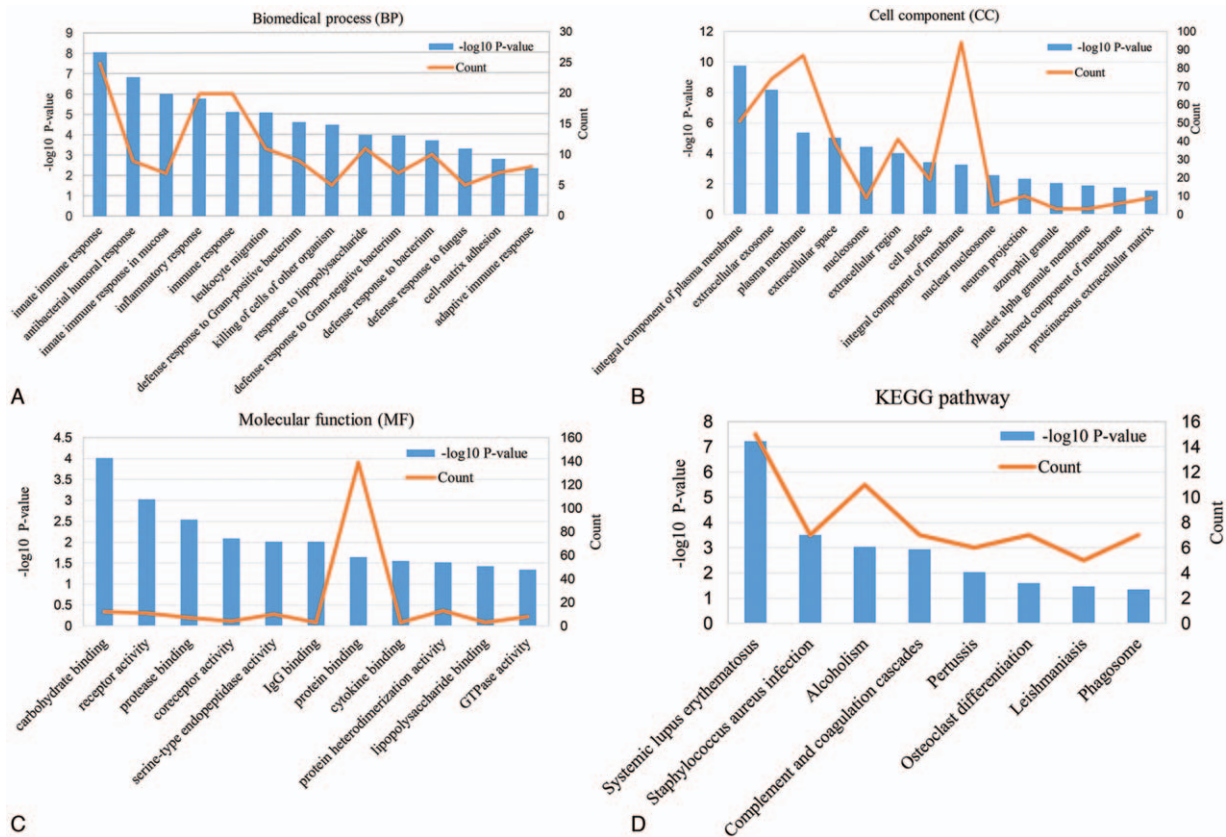 Biomedical process (BP)
9
8
7
6
5
4
3
2
1
0
-log10 P-value
30
25
20
15
10
5
0
Count
-log10 P-value
Count
innate immune response
antibacterial humoral response
innate immune response in mucosa
inflammatory response
immune response
leukocyte migration
defense response to Gram-positive bacterium
killing of cells of other organism
response to lipopolysaccharide
defense response to Gram-negative bacterium
defense response to bacterium
defense response to fungus
cell-matrix adhesion
adaptive immune response
A
Cell component (CC)
12
10
8
6
4
2
0
-log10 P-value
100
90
80
70
60
50
40
30
20
10
0
Count
-log10 P-value
Count
integral component of plasma membrane
extracellular exosome
plasma membrane
extracellular space
nucleosome
extracellular region
cell surface
integral component of membrane
nuclear nucleosome
neuron projection
azurophil granule
platelet alpha granule membrane
anchored component of membrane
proteinaceous extracellular matrix
B
Molecular function (MF)
4.5
4
3.5
3
2.5
2
1.5
1
0.5
0
-log10 P-value
160
140
120
100
80
60
40
20
0
Count
-log10 P-value
Count
carbohydrate binding
receptor activity
protease binding
coreceptor activity
serine-type endopeptidase activity
IgG binding
protein binding
cytokine binding
protein heterodimerization activity
lipopolysaccharide binding
GTPase activity
C
KEGG pathway
8
7
6
5
4
3
2
1
0
-log10 P-value
16
14
12
10
8
6
4
2
0
Count
-log10 P-value
Count
Systemic lupus erythematosus
Staphylococcus aureus infection
Alcoholism
Complement and coagulation cascades
Pertussis
Osteoclast differentiation
Leishmaniasis
Phagosome
D